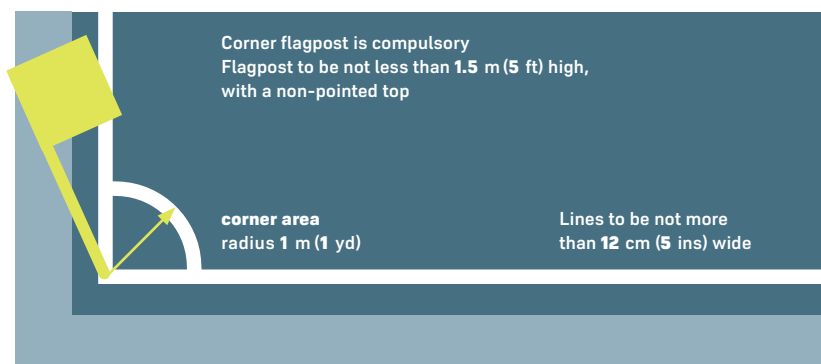 Corner flagpost is compulsory
Flagpost to be not less than 1.5 m (5 ft) high,
with a non-pointed top
corner area
radius 1 m (1 yd)
Lines to be not more
than 12 cm (5 ins) wide